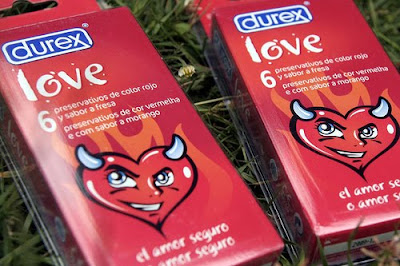 durex
love
6 preservativos de color rojo
y sabor a fresa
preservativos de cor vermelha
e com sabor a morango
el amor seguro
o amor seguro
durex
love
6 preservativos de color rojo
y sabor a fresa
preservativos de cor vermelha
e com sabor a morango
el amor seguro
o amor segu